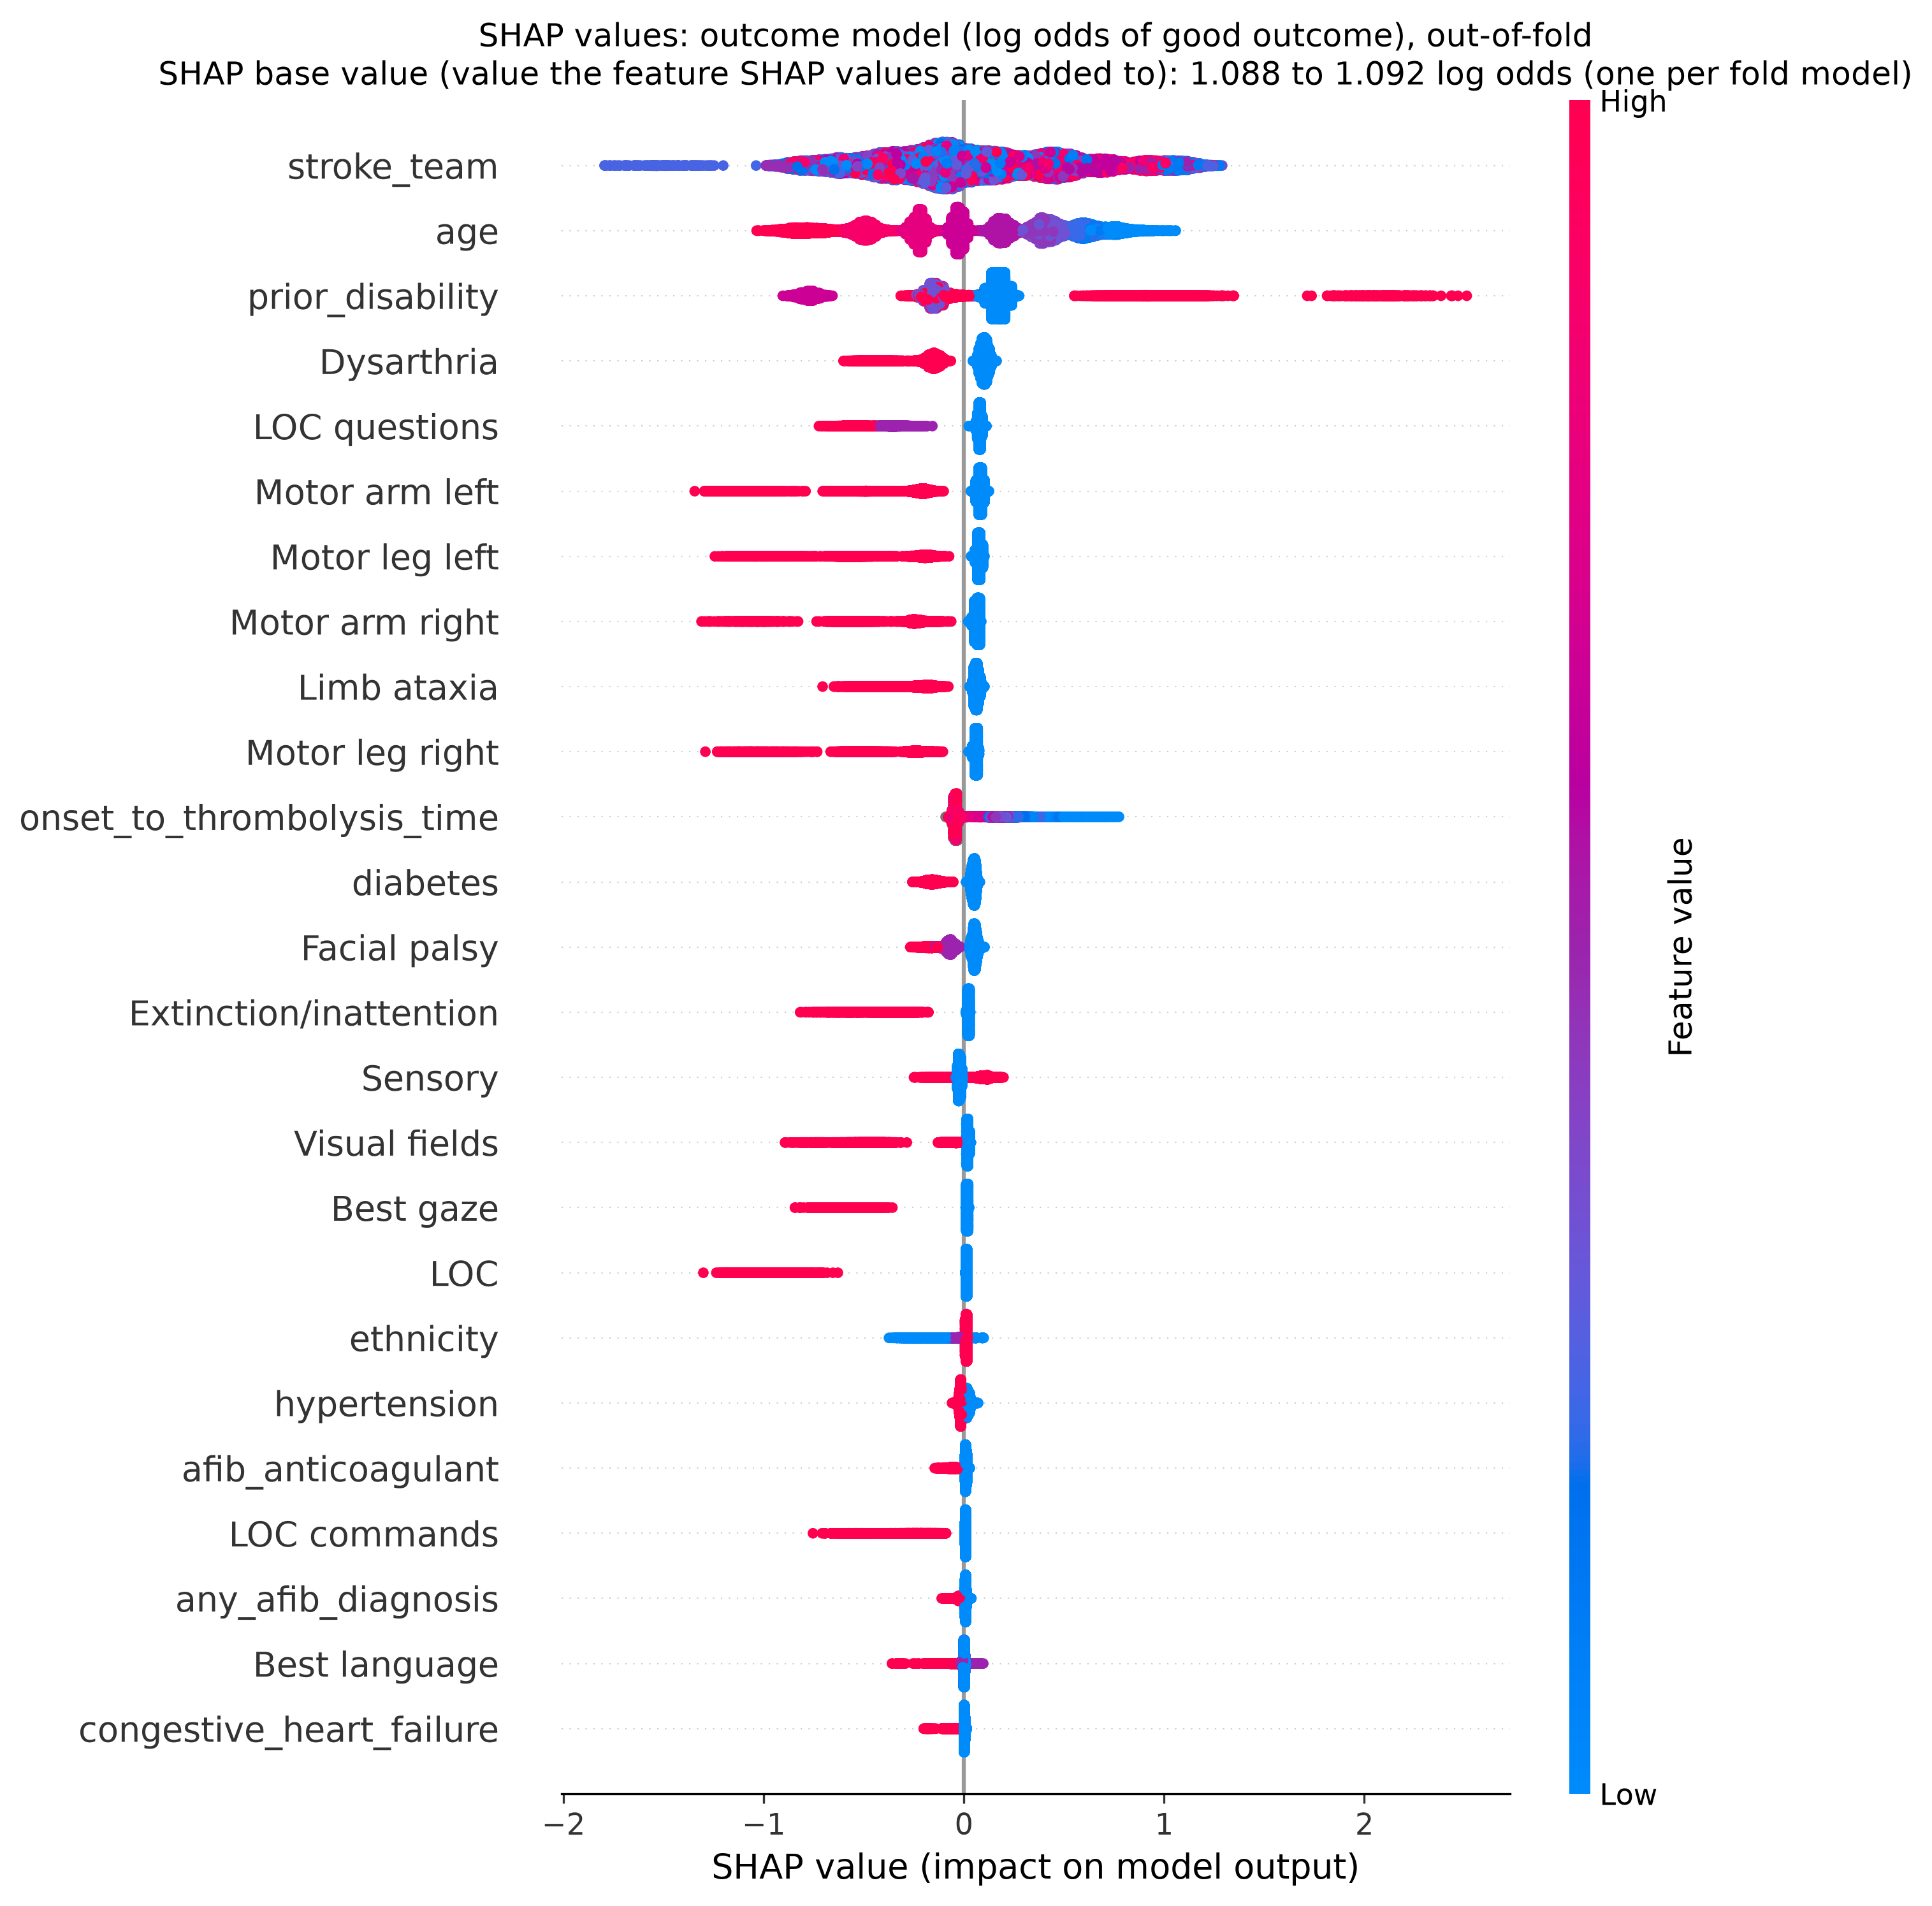 SHAP values: outcome model (log odds of good outcome), out-of-fold
SHAP base value (value the feature SHAP values are added to): 1.088 to 1.092 log odds (one per fold model)
High
stroke_team
age
prior_disability
Dysarthria
LOC questions
Motor arm left
Motor leg left
Motor arm right
Limb ataxia
Motor leg right
onset_to_thrombolysis_time
diabetes
Facial palsy
Extinction/inattention
Sensory
Visual fields
Best gaze
LOC
ethnicity
hypertension
afib_anticoagulant
LOC commands
any_afib_diagnosis
Best language
congestive_heart_failure
Feature value
Low
−2 −1 0 1 2
SHAP value (impact on model output)